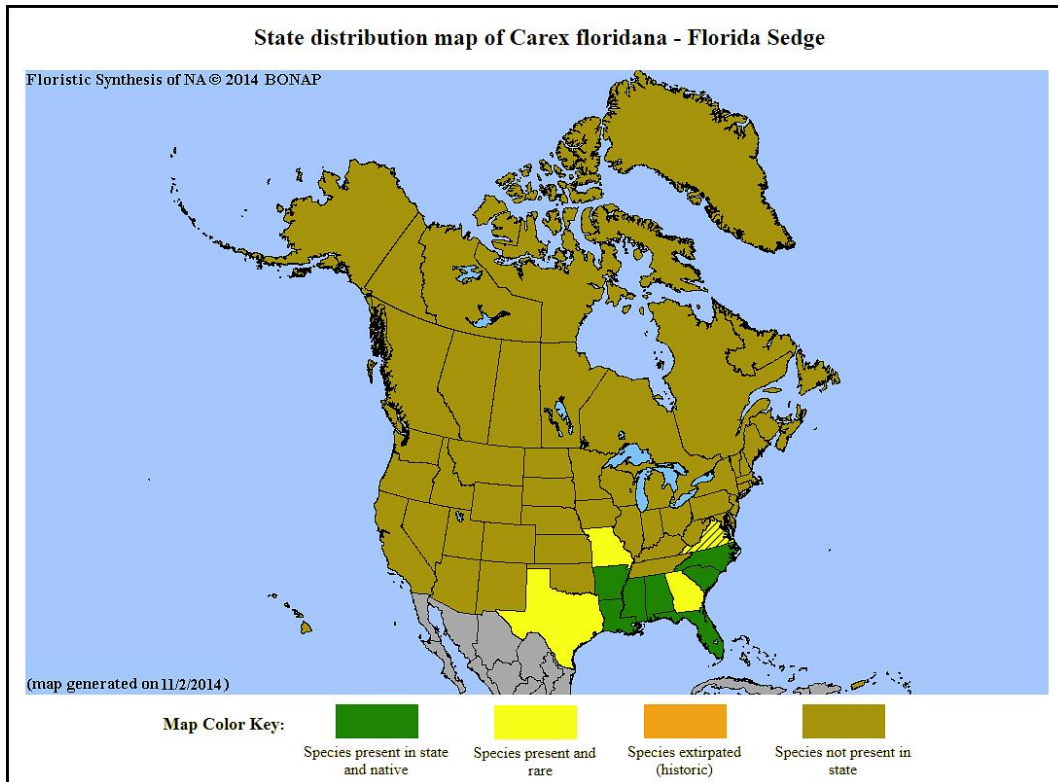 State distribution map of Carex floridana - Florida Sedge
Floristic Synthesis of NA © 2014 BONAP
(map generated on 11/2/2014)
Map Color Key:
Species present in state
and native
Species present and
rare
Species extirpated
(historic)
Species not present in
state